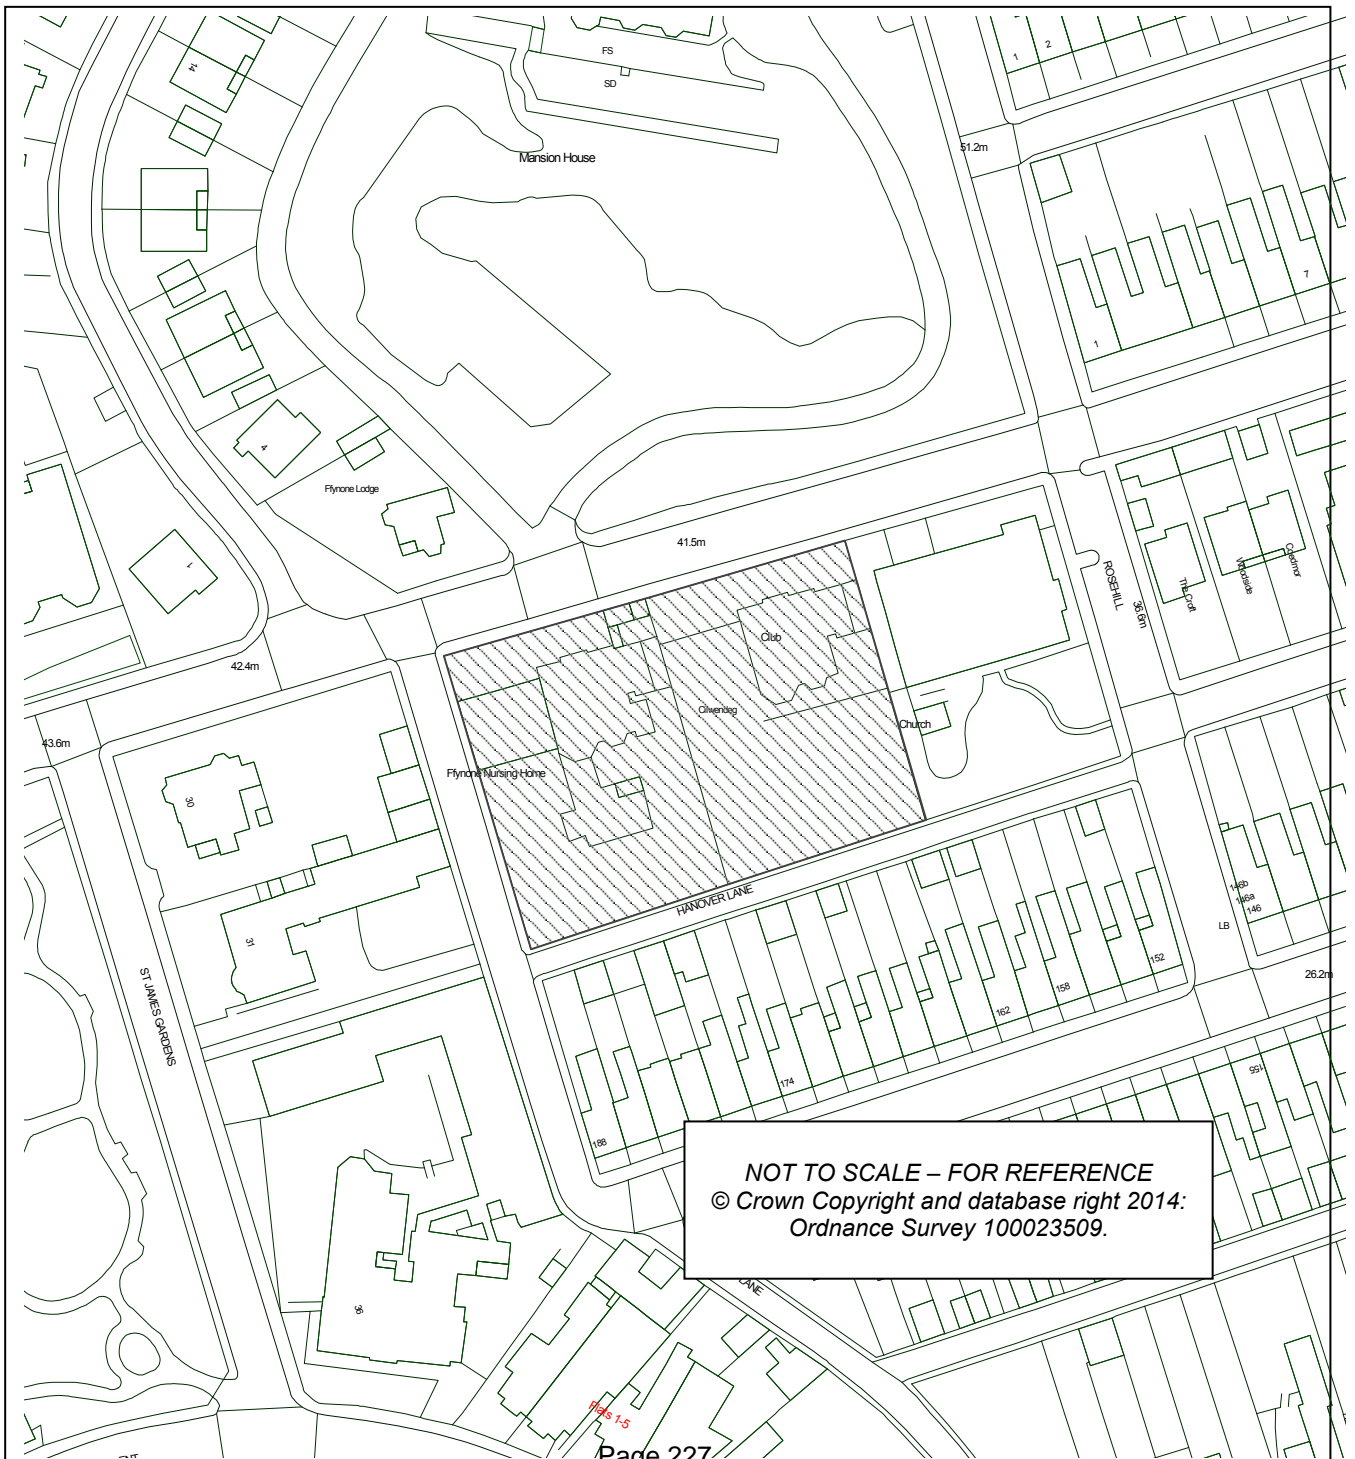 FS
SD
14
1
2
Mansion House
51.2m
7
1
4
Ffynone Lodge
41.5m
ROSEHILL
36.6m
The Croft
Woodside
Coedmor
1
Club
42.4m
Cilwendeg
Church
43.6m
Ffynone Nursing Home
30
HANOVER LANE
146b
146a
146
LB
31
152
26.2m
158
162
ST JAMES GARDENS
174
155
188
NOT TO SCALE – FOR REFERENCE
© Crown Copyright and database right 2014:
Ordnance Survey 100023509.
LANE
36
Flats 1-5
Page 227